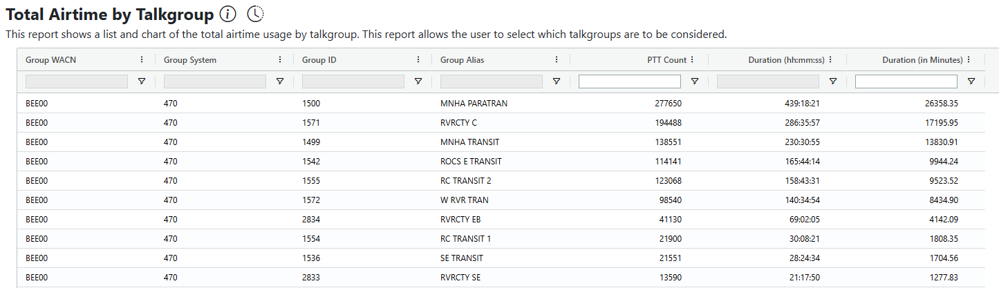 Total Airtime by Talkgroup
This report shows a list and chart of the total airtime usage by talkgroup. This report allows the user to select which talkgroups are to be considered.
Group WACN Group System Group ID Group Alias PTT Count Duration (hh:mm:ss) Duration (in Minutes)
BEE00 470 1500 MNHA PARATRAN 277650 439:18:21 26358.35
BEE00 470 1571 RVRCTY C 194488 286:35:57 17195.95
BEE00 470 1499 MNHA TRANSIT 138551 230:30:55 13830.91
BEE00 470 1542 ROCS E TRANSIT 114141 165:44:14 9944.24
BEE00 470 1555 RC TRANSIT 2 123068 158:43:31 9523.52
BEE00 470 1572 W RVR TRAN 98540 140:34:54 8434.90
BEE00 470 2834 RVRCTY EB 41130 69:02:05 4142.09
BEE00 470 1554 RC TRANSIT 1 21900 30:08:21 1808.35
BEE00 470 1536 SE TRANSIT 21551 28:24:34 1704.56
BEE00 470 2833 RVRCTY SE 13590 21:17:50 1277.83